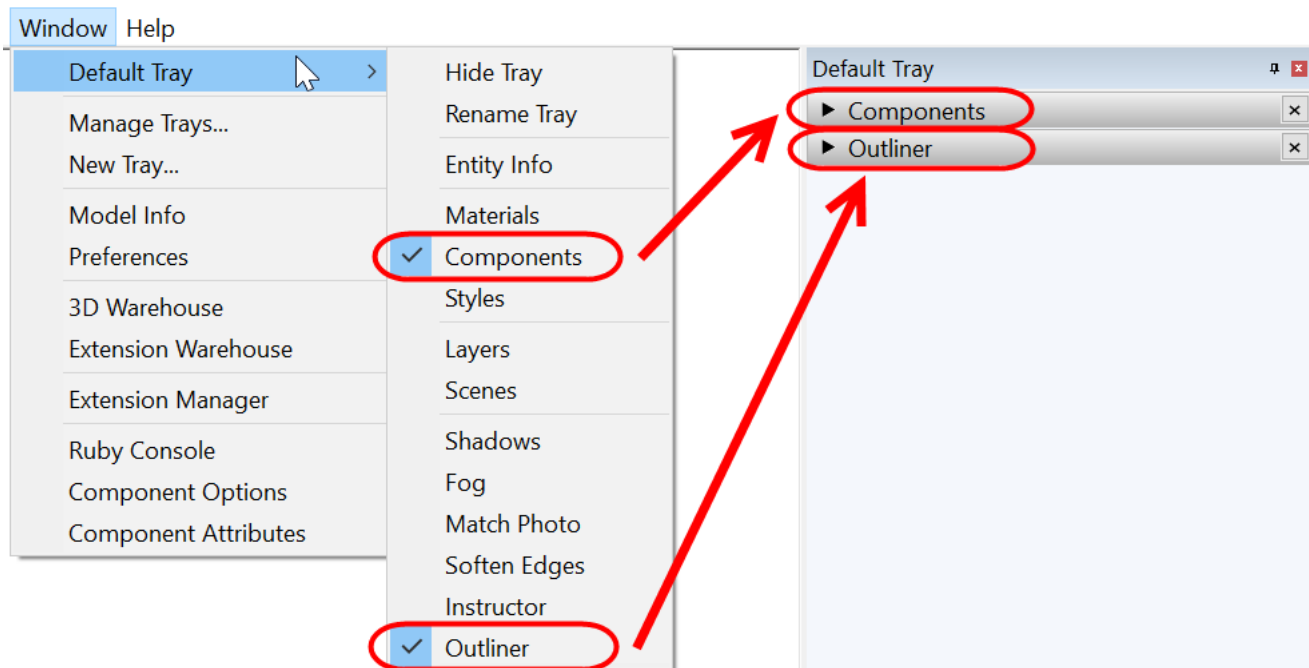 Window Help
Default Tray
Manage Trays...
New Tray...
Model Info
Preferences
3D Warehouse
Extension Warehouse
Extension Manager
Ruby Console
Component Options
Component Attributes
Hide Tray
Rename Tray
Entity Info
Materials
Components
Styles
Layers
Scenes
Shadows
Fog
Match Photo
Soften Edges
Instructor
Outliner
Default Tray
Components
Outliner